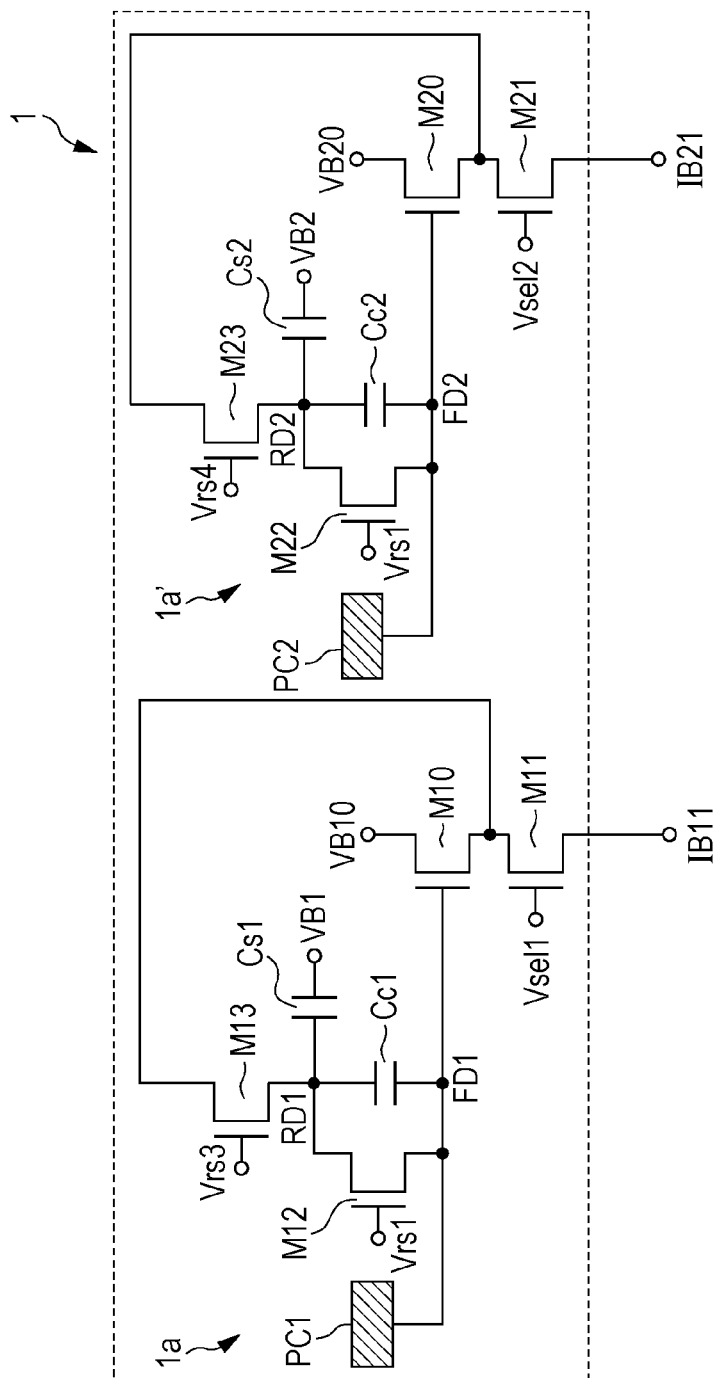 1
1a
PC1
M12
Vrs1
Vrs3
M13
RD1
Cs1
VB1
Cc1
FD1
VB10
M10
M11
Vsel1
IB11
1a'
PC2
M22
Vrs1
Vrs4
M23
RD2
Cs2
VB2
Cc2
FD2
VB20
M20
M21
Vsel2
IB21